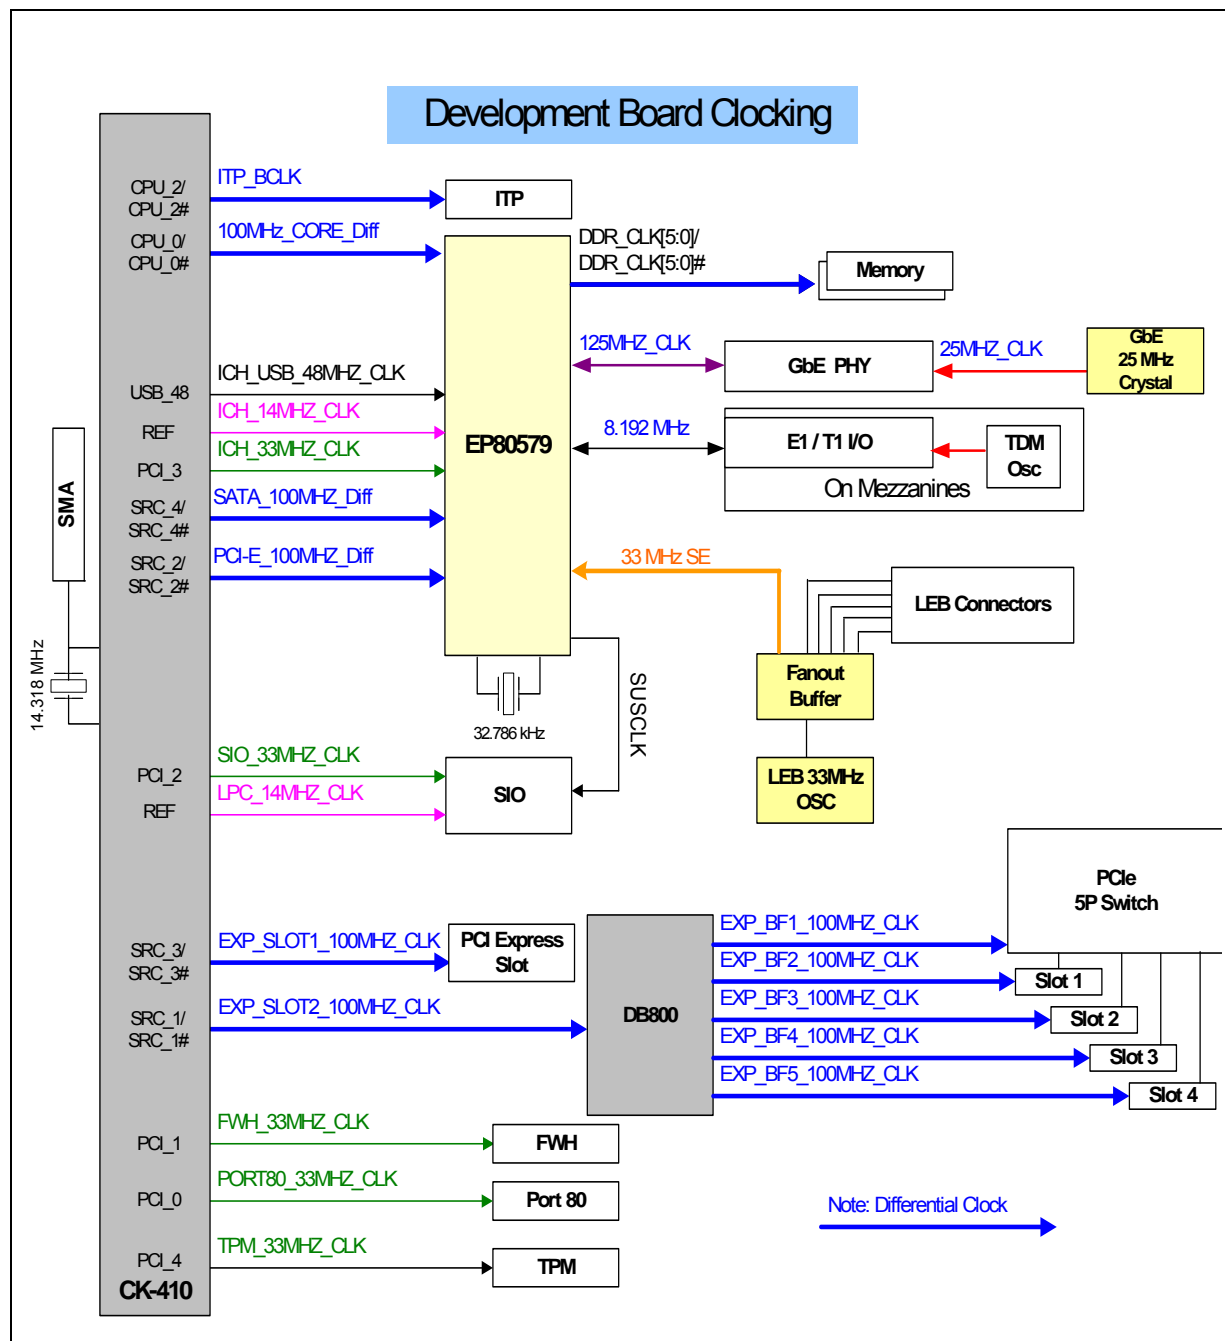 Development Board Clocking
CPU_2/
CPU_2#
ITP_BCLK
ITP
CPU_0/
CPU_0#
100MHz_CORE_Diff
DDR_CLK[5:0]/
DDR_CLK[5:0]#
Memory
125MHZ_CLK
GbE PHY
25MHZ_CLK
GbE
25 MHz
Crystal
USB_48
ICH_USB_48MHZ_CLK
REF
ICH_14MHZ_CLK
PCI_3
ICH_33MHZ_CLK
EP80579
8.192 MHz
E1 / T1 I/O
TDM
Osc
On Mezzanines
SMA
SRC_4/
SRC_4#
SATA_100MHZ_Diff
SRC_2/
SRC_2#
PCI-E_100MHZ_Diff
33 MHz SE
LEB Connectors
14.318 MHz
Fanout
Buffer
SUSCLK
32.786 kHz
PCI_2
SIO_33MHZ_CLK
REF
LPC_14MHZ_CLK
SIO
LEB 33MHz
OSC
PCIe
5P Switch
SRC_3/
SRC_3#
EXP_SLOT1_100MHZ_CLK
PCI Express
Slot
SRC_1/
SRC_1#
EXP_SLOT2_100MHZ_CLK
DB800
EXP_BF1_100MHZ_CLK
EXP_BF2_100MHZ_CLK
Slot 1
EXP_BF3_100MHZ_CLK
Slot 2
EXP_BF4_100MHZ_CLK
Slot 3
EXP_BF5_100MHZ_CLK
Slot 4
PCI_1
FWH_33MHZ_CLK
FWH
PCI_0
PORT80_33MHZ_CLK
Port 80
Note: Differential Clock
PCI_4
TPM_33MHZ_CLK
TPM
CK-410